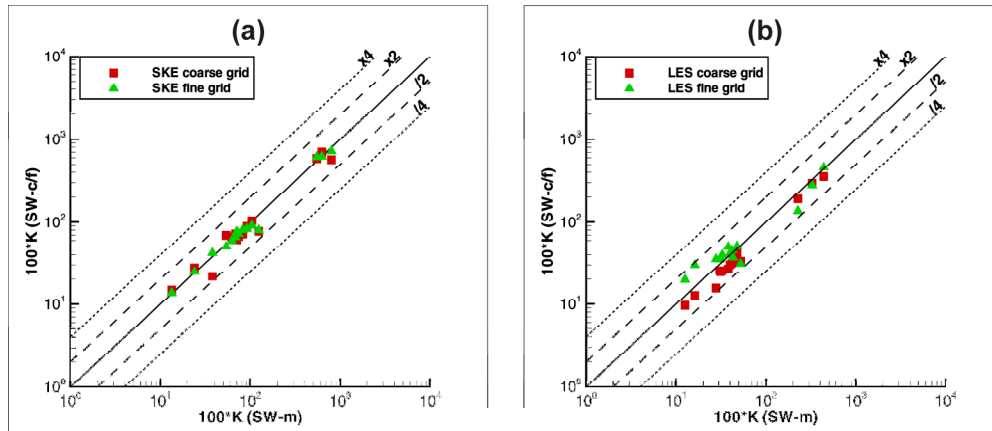 (a)
10⁴
10³
10²
10¹
10⁰
100*K (SW-c/f)
SKE coarse grid
SKE fine grid
x4
x2
/2
/4
10⁰ 10¹ 10² 10³ 10⁴
100*K (SW-m)
(b)
10⁴
10³
10²
10¹
10⁰
100*K (SW-c/f)
LES coarse grid
LES fine grid
x4
x2
/2
/4
10⁰ 10¹ 10² 10³ 10⁴
100*K (SW-m)